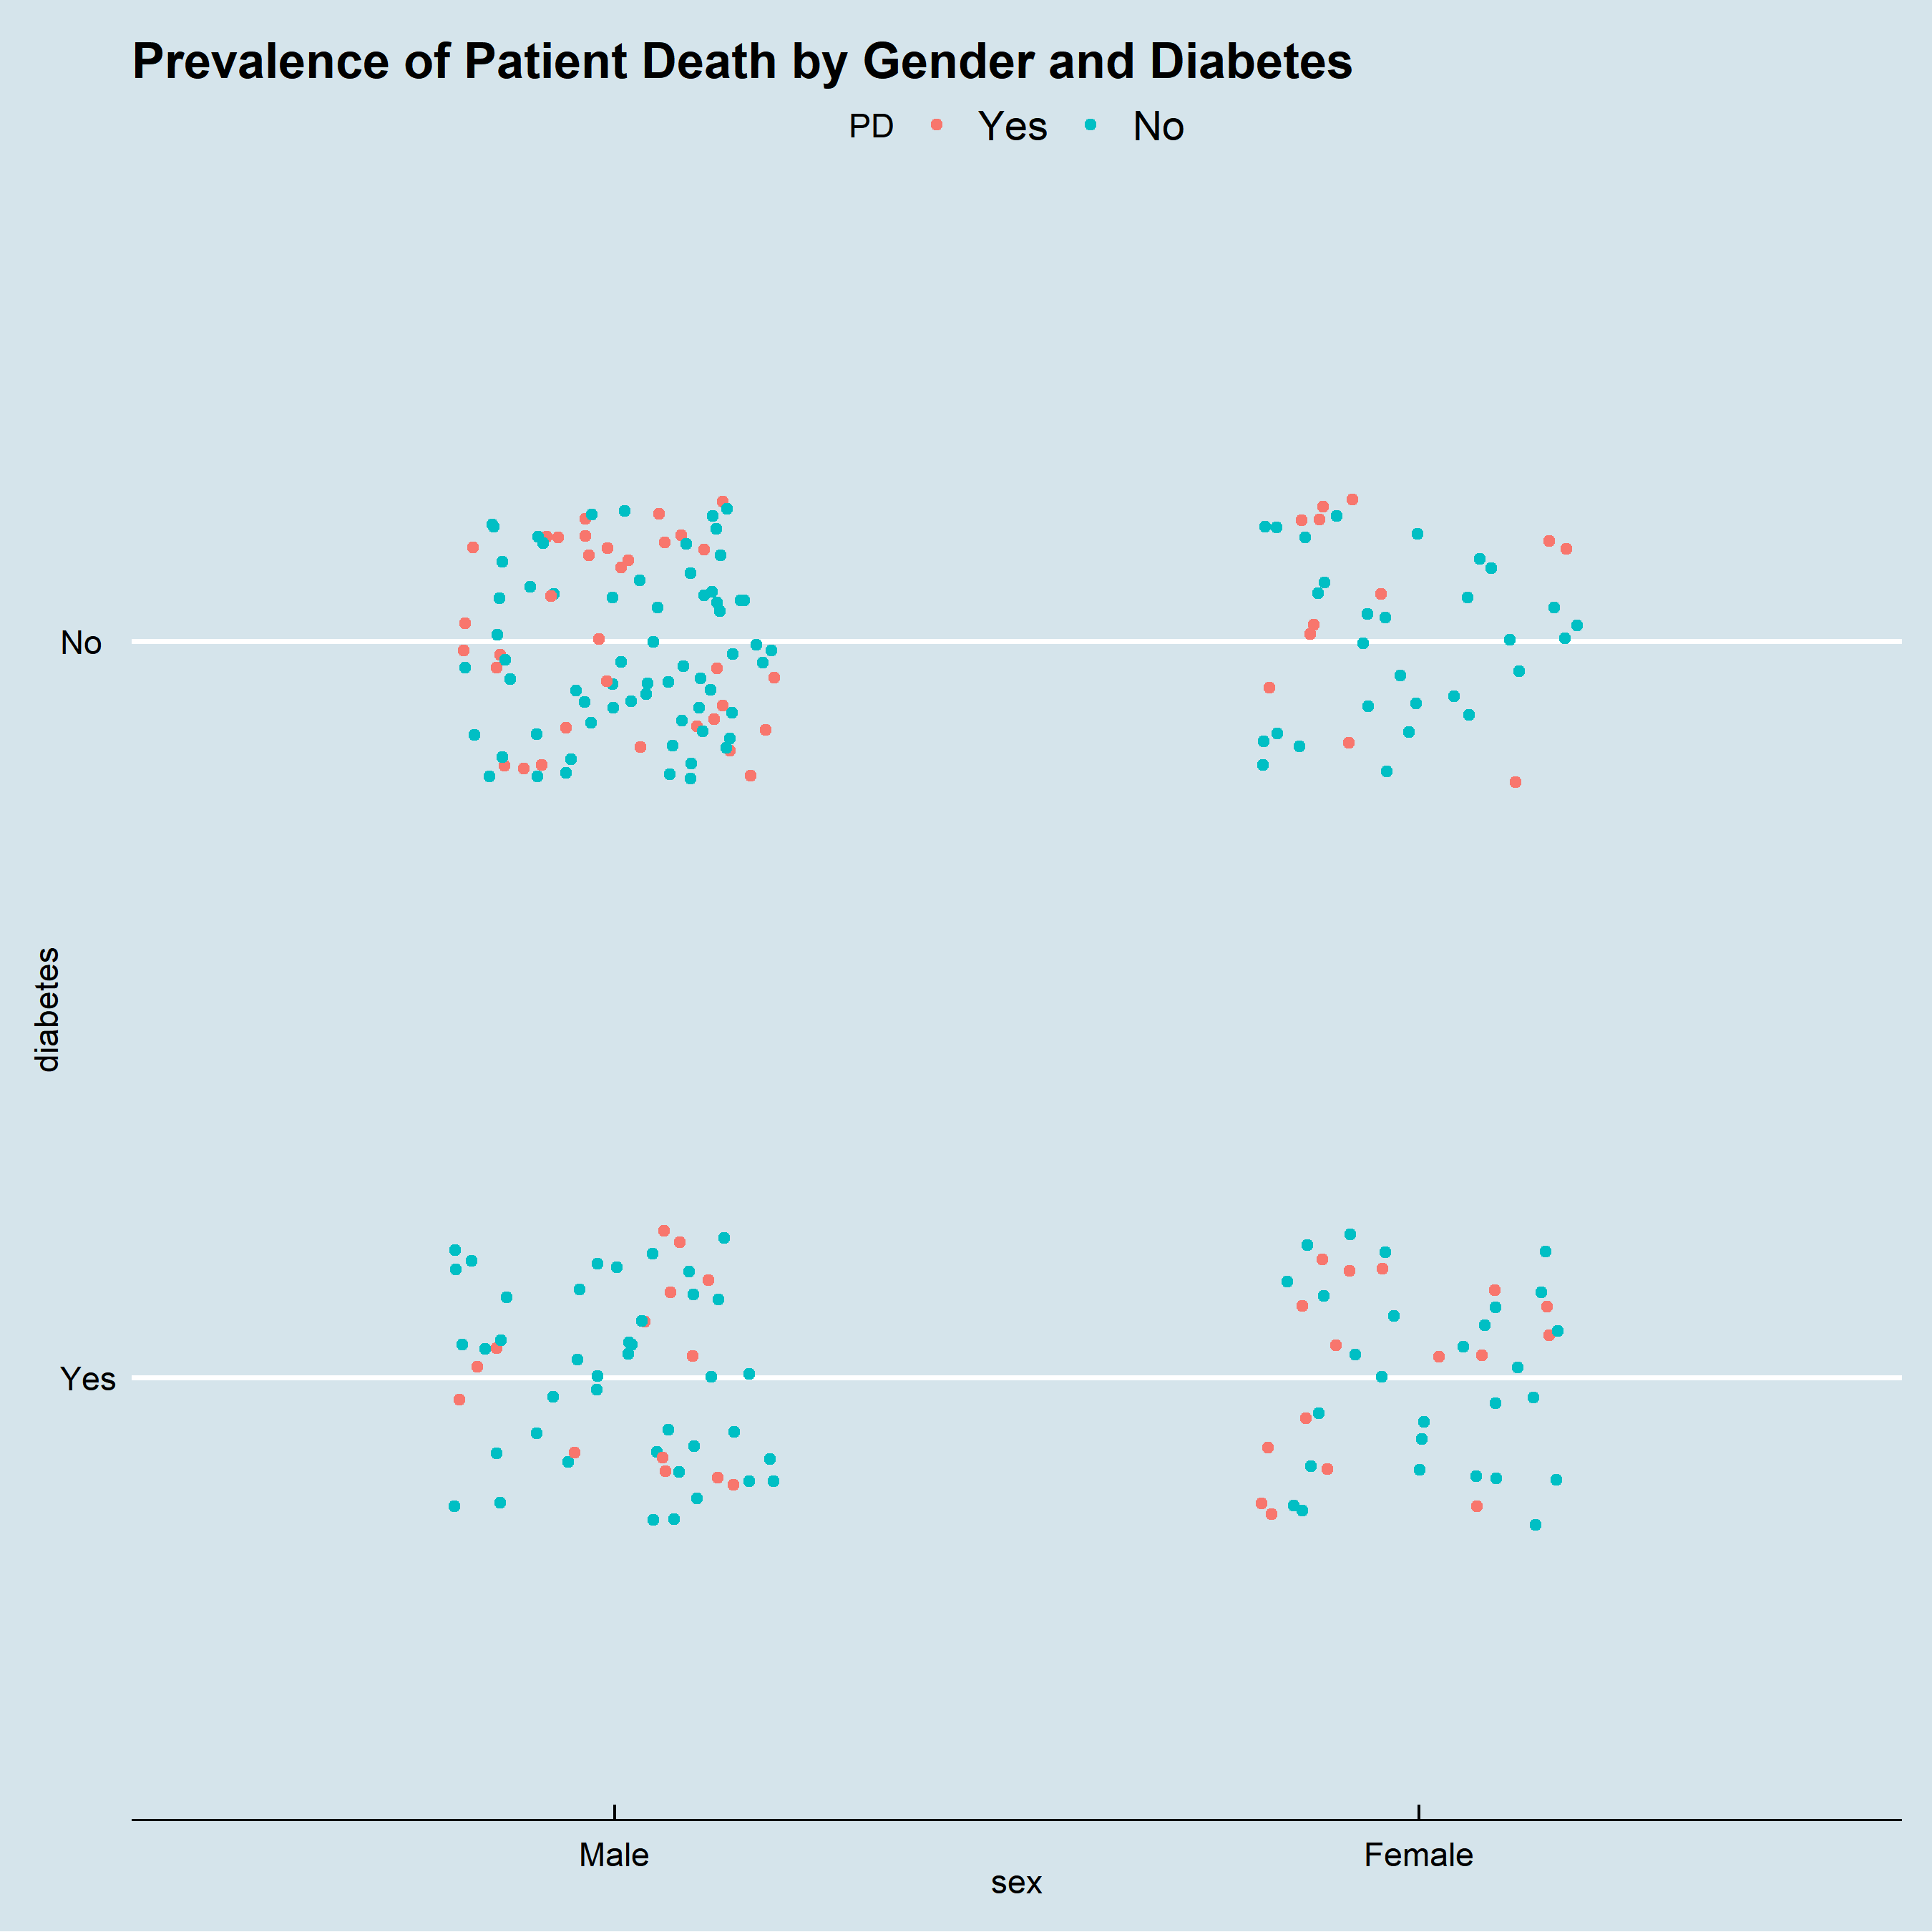 Prevalence of Patient Death by Gender and Diabetes
PD Yes No
No
diabetes
Yes
Male Female
sex